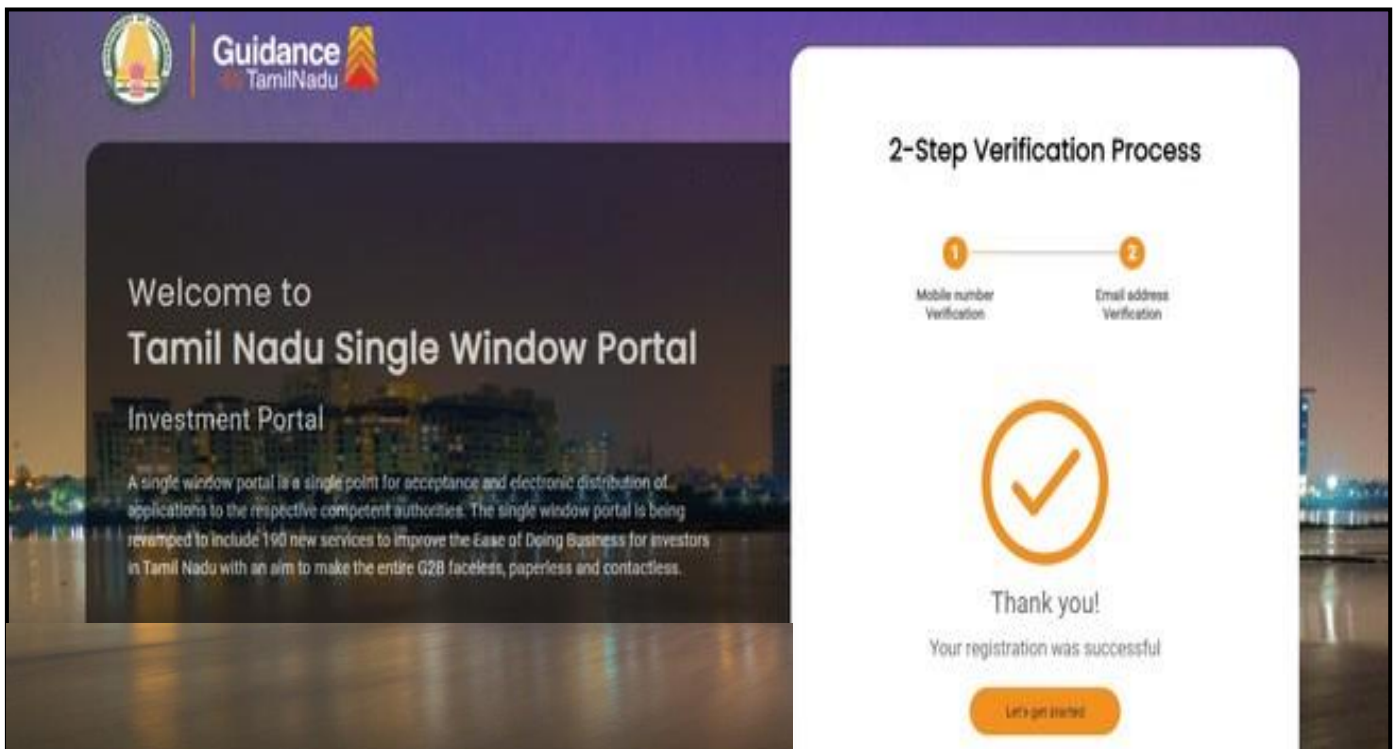 Guidance
TamilNadu
Welcome to
Tamil Nadu Single Window Portal
Investment Portal
A single window portal is a single point for acceptance and electronic distribution of
applications to the respective competent authorities. The single window portal is being
revamped to include 190 new services to improve the Ease of Doing Business for investors
in Tamil Nadu with an aim to make the entire G2B faceless, paperless and contactless.
2-Step Verification Process
1
2
Mobile number
Verification
Email address
Verification
Thank you!
Your registration was successful
Let's get started